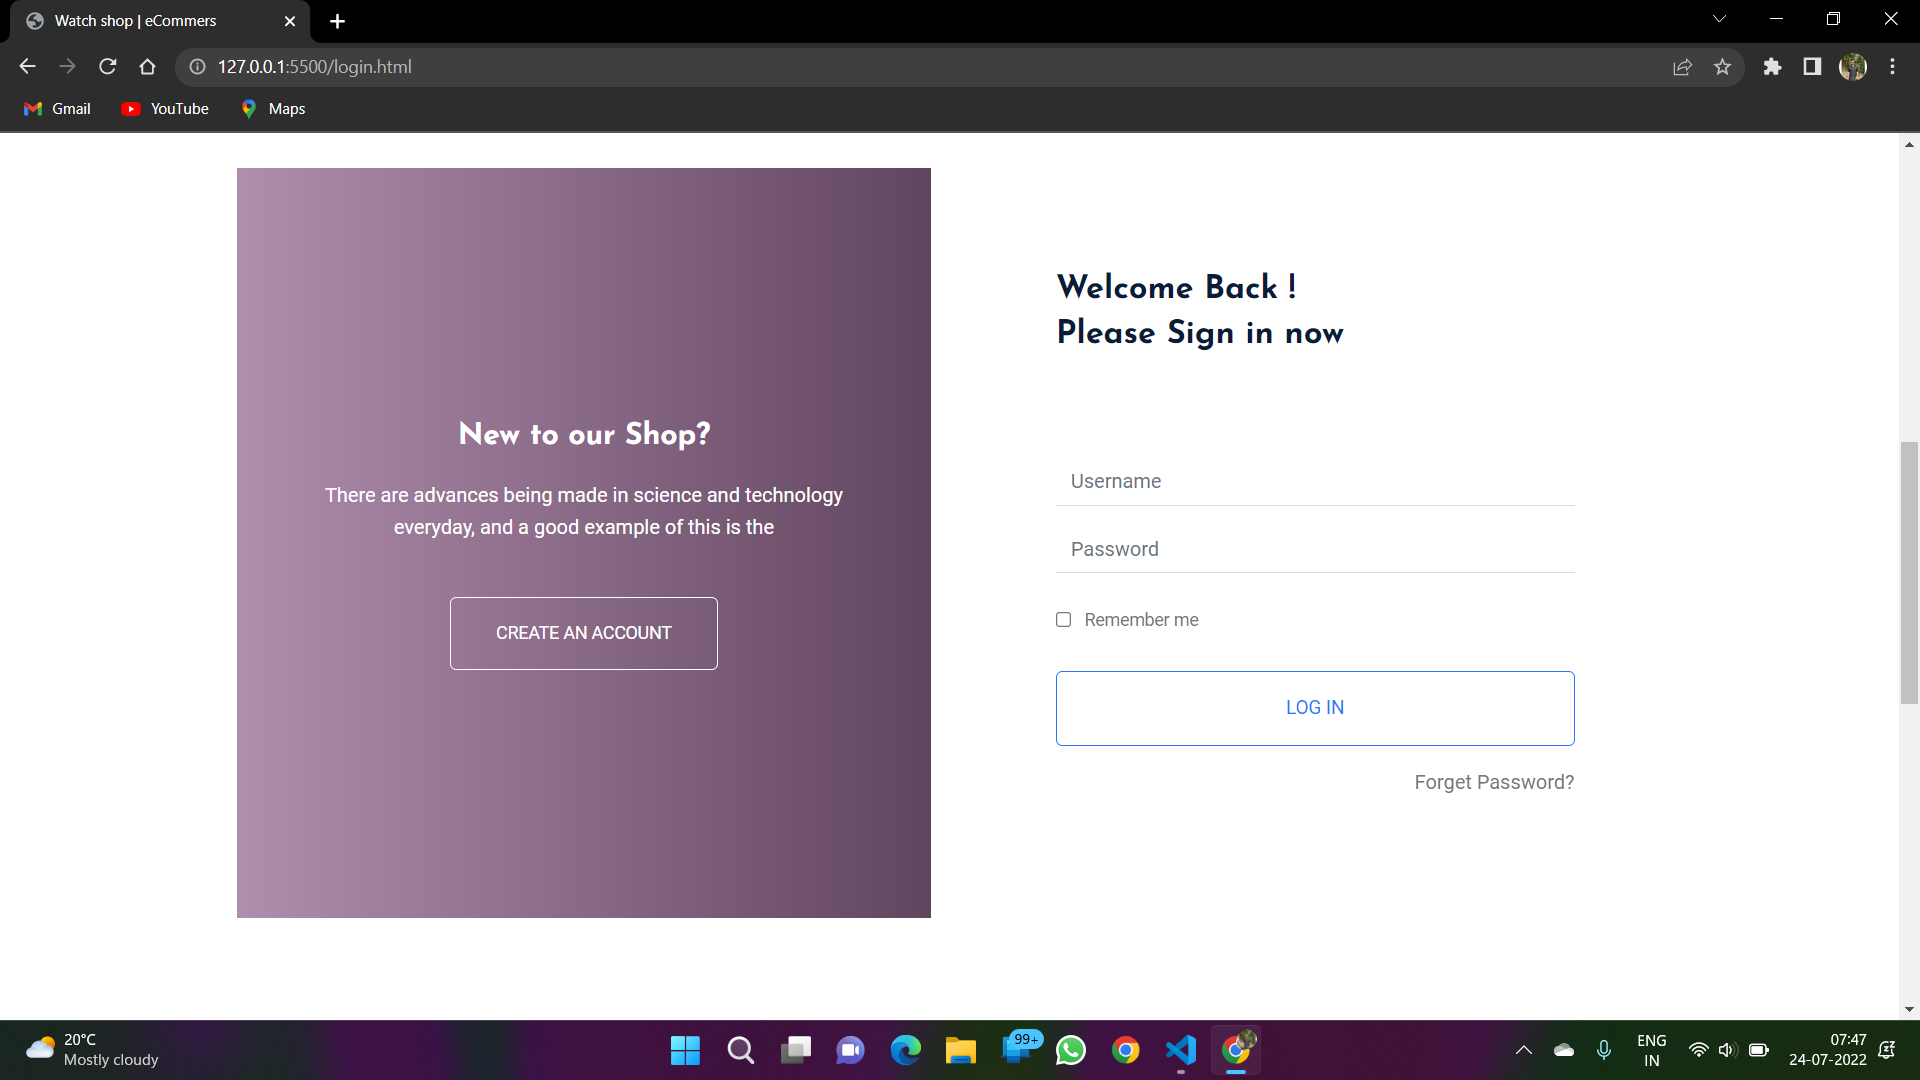 Watch shop | eCommers
127.0.0.1:5500/login.html
Gmail
YouTube
Maps
New to our Shop?
There are advances being made in science and technology
everyday, and a good example of this is the
CREATE AN ACCOUNT
Welcome Back !
Please Sign in now
Username
Password
Remember me
LOG IN
Forget Password?
20°C
Mostly cloudy
99+
ENG
IN
07:47
24-07-2022